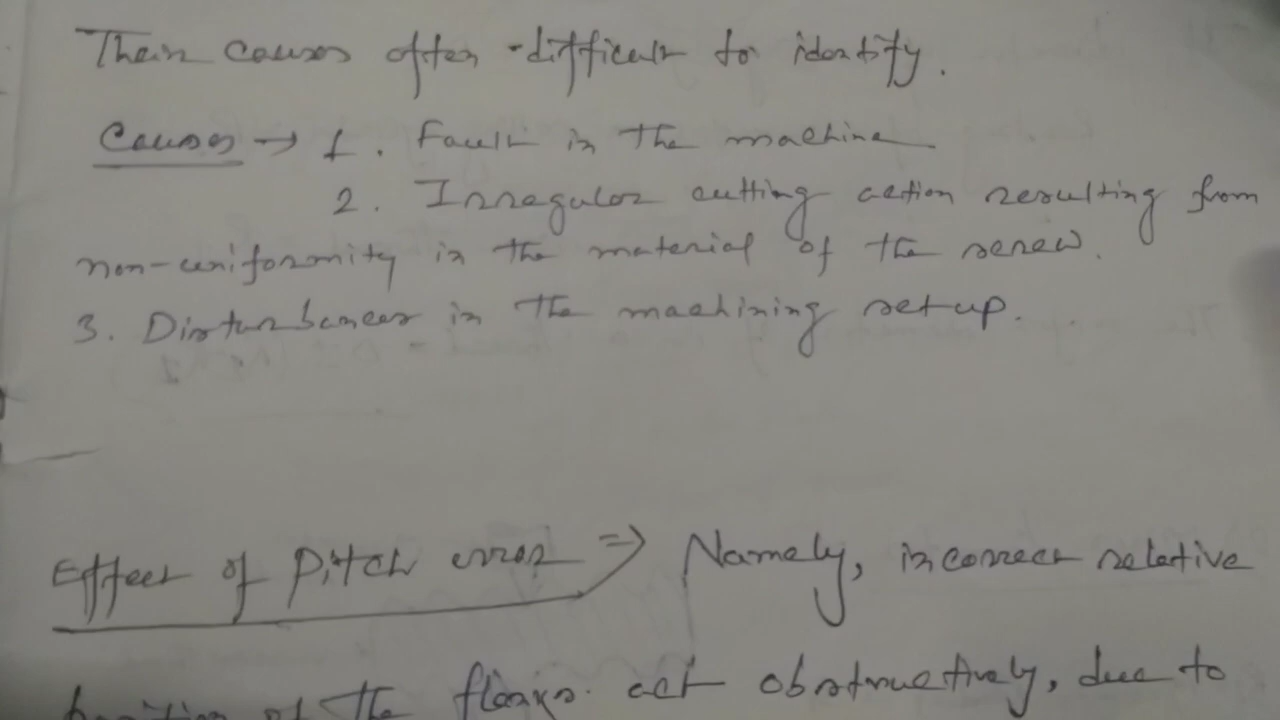 Their causes often difficult to identify.
Causes → 1. Fault in the machine
2. Irregular cutting action resulting from
non-uniformity in the material of the screw.
3. Disturbances in the machining setup.
Effect of Pitch error ⇒ Namely, incorrect relative
position of the flanks. act obstructively, due to